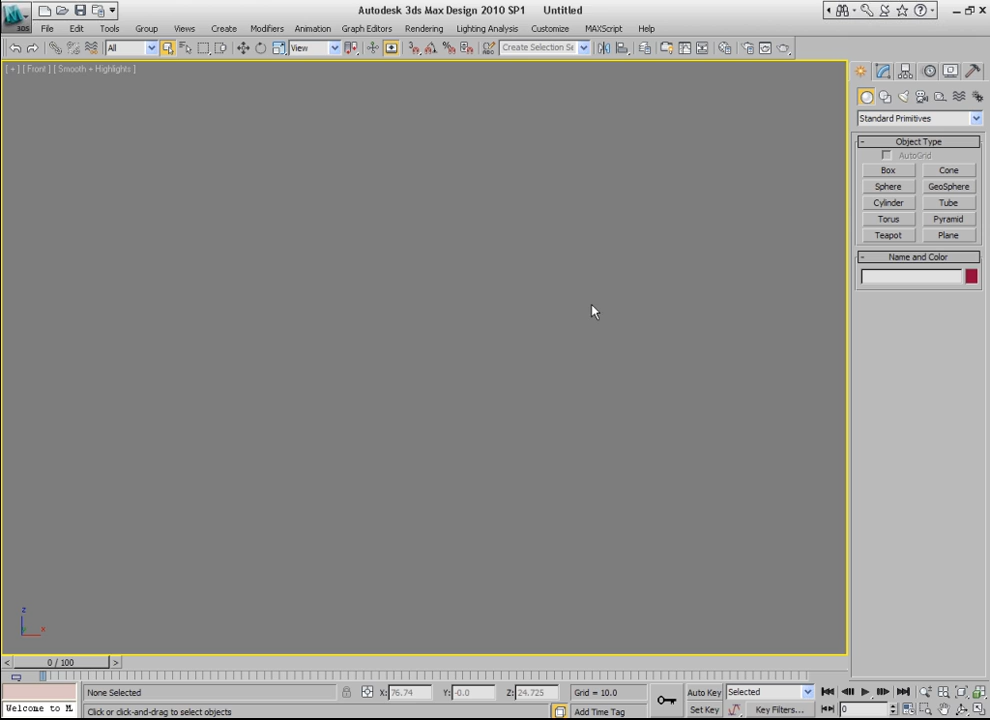 Autodesk 3ds Max Design 2010 SP1 Untitled
3DS File Edit Tools Group Views Create Modifiers Animation Graph Editors Rendering Lighting Analysis Customize MAXScript Help
All View Create Selection Se
[ + ] [ Front ] [ Smooth + Highlights ]
Standard Primitives
- Object Type
AutoGrid
Box Cone
Sphere GeoSphere
Cylinder Tube
Torus Pyramid
Teapot Plane
- Name and Color
z
x
< 0 / 100 >
None Selected X: 76.74 Y: -0.0 Z: 24.725 Grid = 10.0 Auto Key Selected
Welcome to M Click or click-and-drag to select objects Add Time Tag Set Key Key Filters... 0